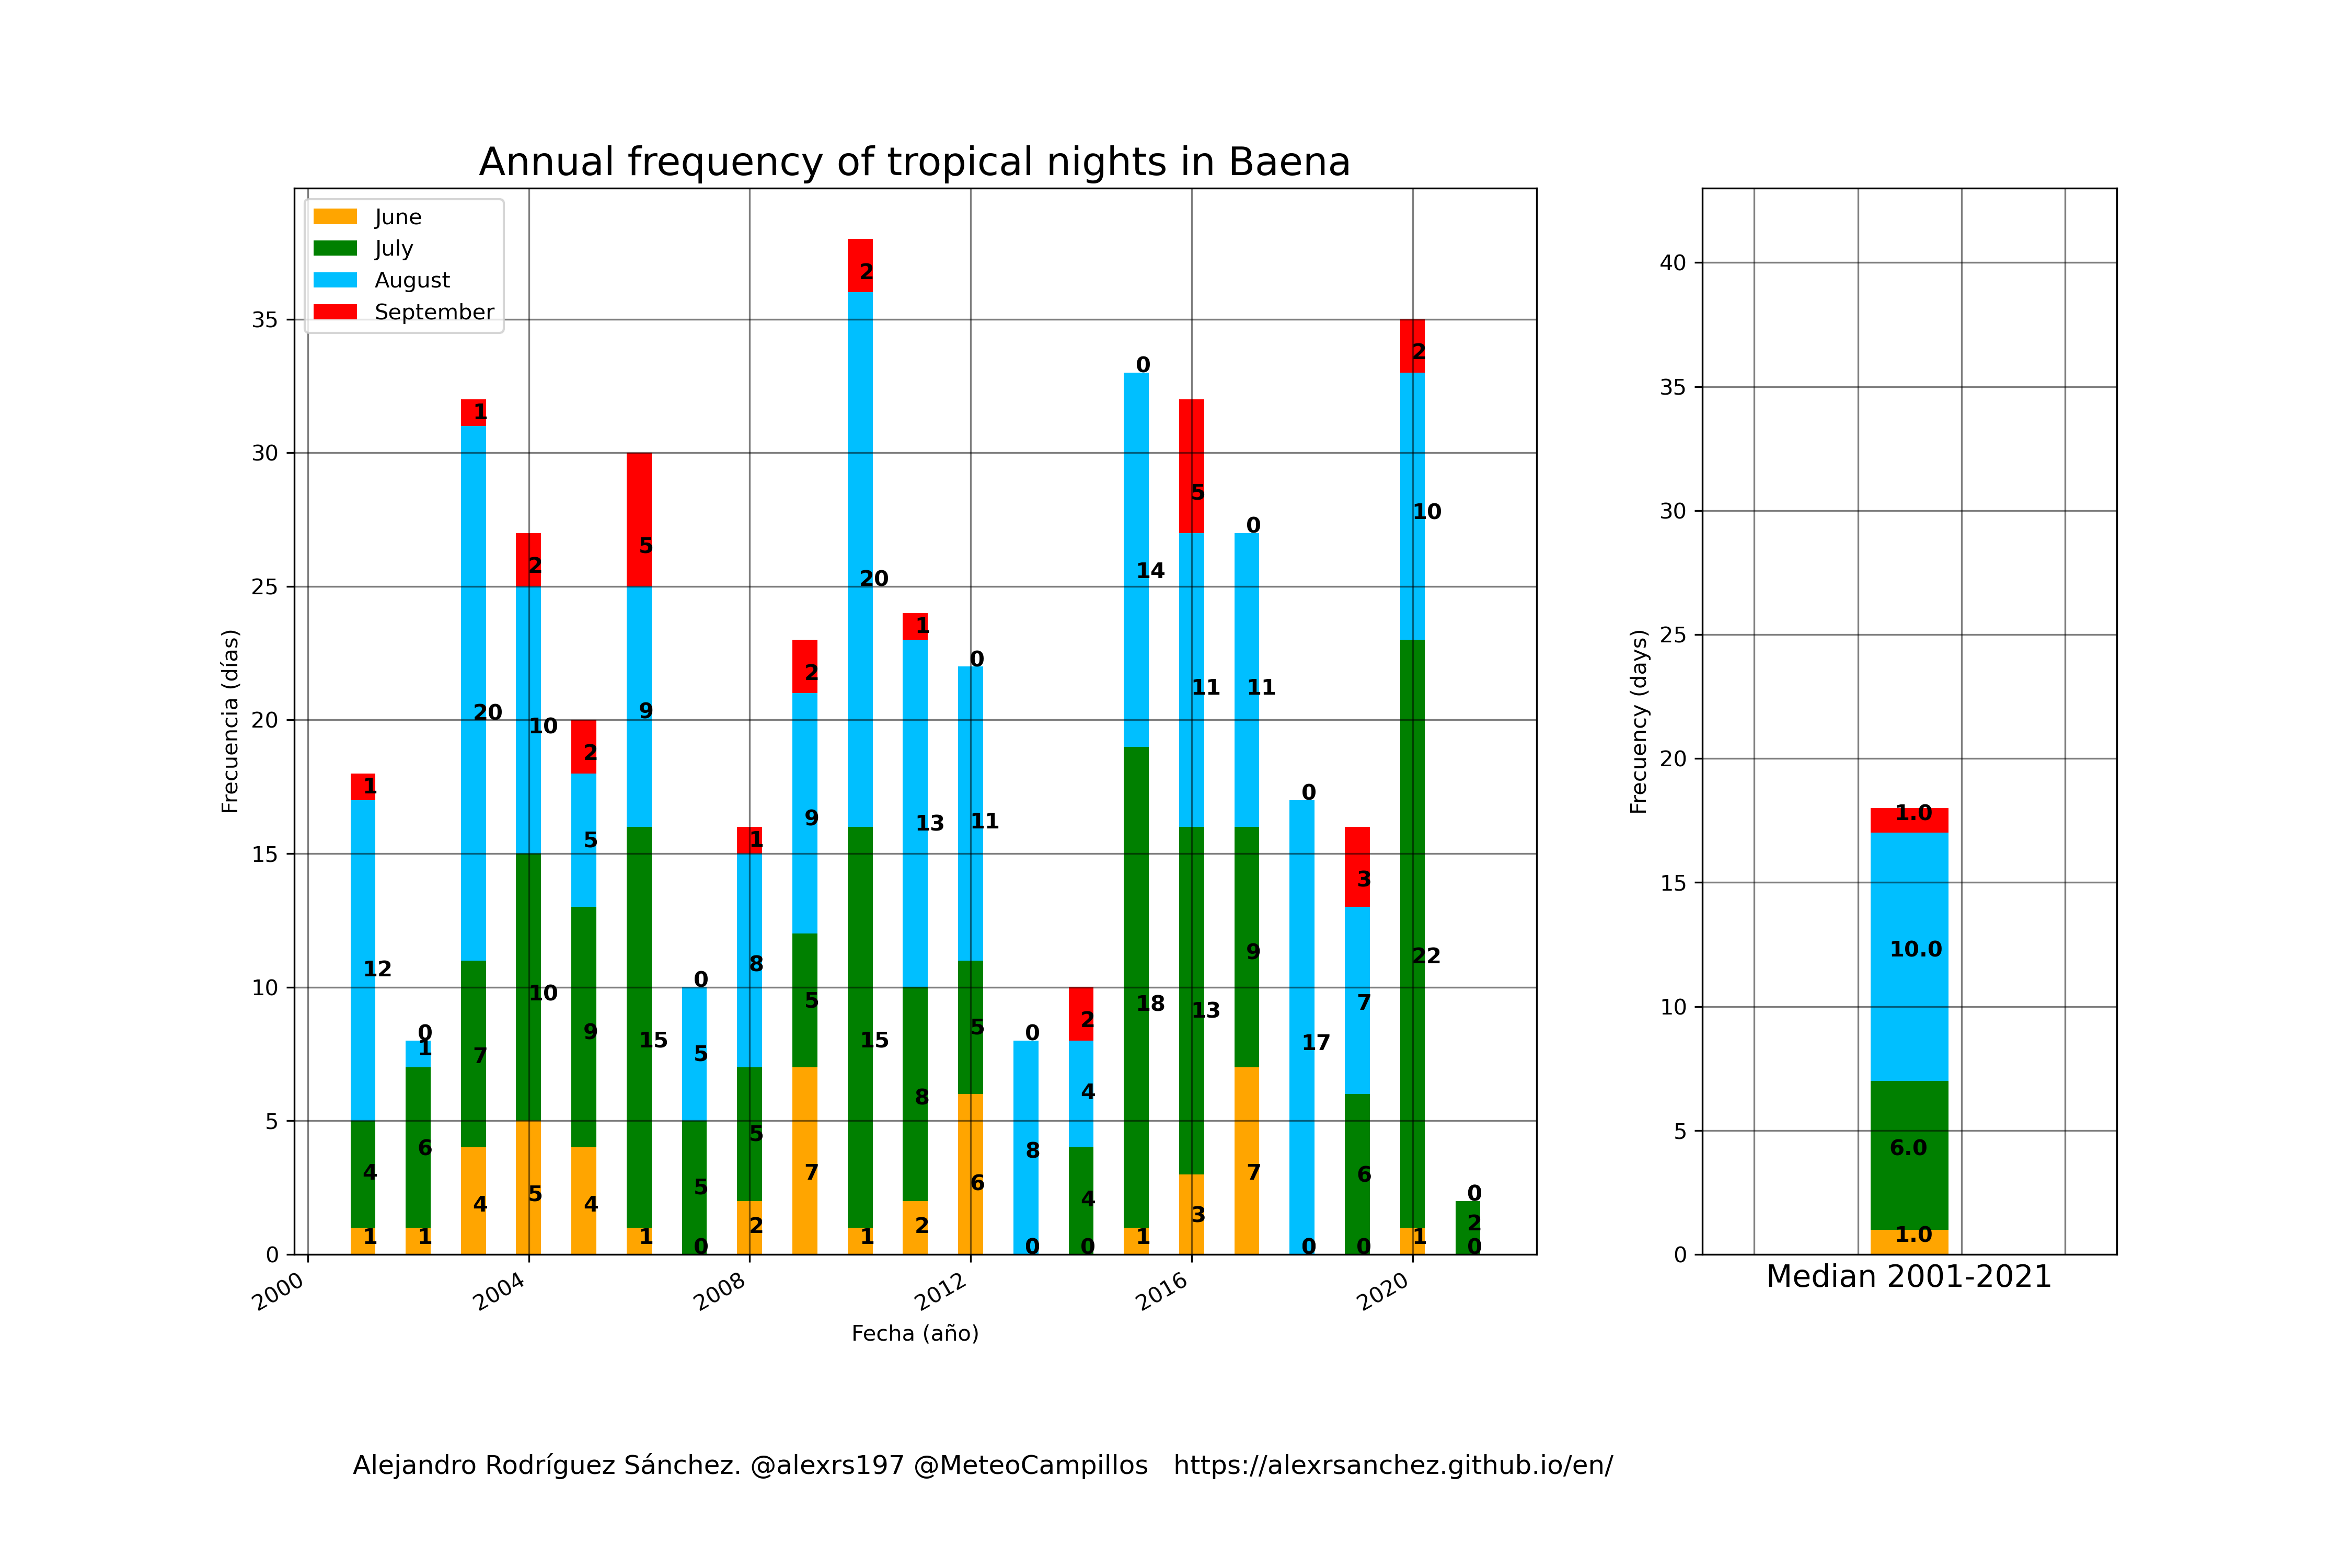 Annual frequency of tropical nights in Baena
June
July
August
September
Frecuencia (días)
35
30
25
20
15
10
5
0
1 4 12 1
1 6 1 0
4 7 20 1
5 10 10 2
4 9 5 2
1 15 9 5
0 5 5 0
2 5 8 1
7 5 9 2
1 15 20 2
2 8 13 1
6 5 11 0
0 8 0
0 4 4 2
1 18 14 0
3 13 11 5
7 9 11 0
0 17 0
0 6 7 3
1 22 10 2
0 2 0
2000 2004 2008 2012 2016 2020
Fecha (año)
Frecuency (days)
40
35
30
25
20
15
10
5
0
1.0
10.0
6.0
1.0
Median 2001-2021
Alejandro Rodríguez Sánchez. @alexrs197 @MeteoCampillos https://alexrsanchez.github.io/en/